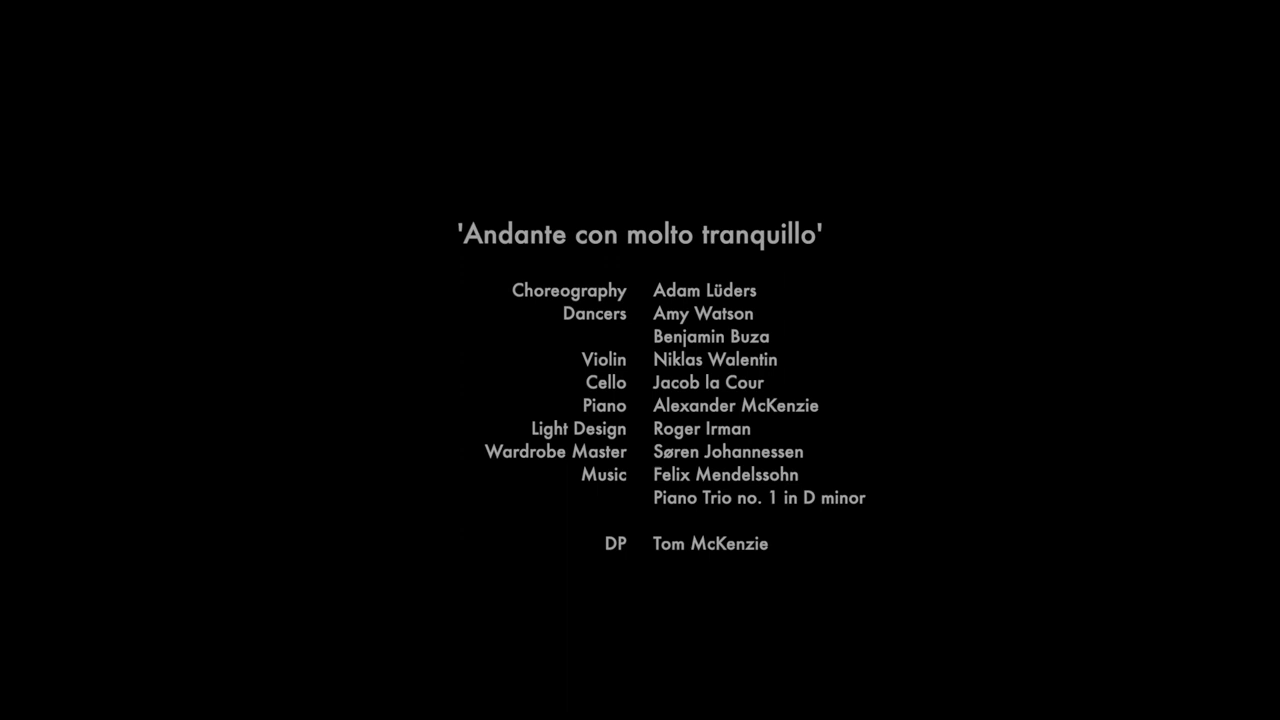 'Andante con molto tranquillo'
Choreography Adam Lüders
Dancers Amy Watson
Benjamin Buza
Violin Niklas Walentin
Cello Jacob la Cour
Piano Alexander McKenzie
Light Design Roger Irman
Wardrobe Master Søren Johannessen
Music Felix Mendelssohn
Piano Trio no. 1 in D minor
DP Tom McKenzie